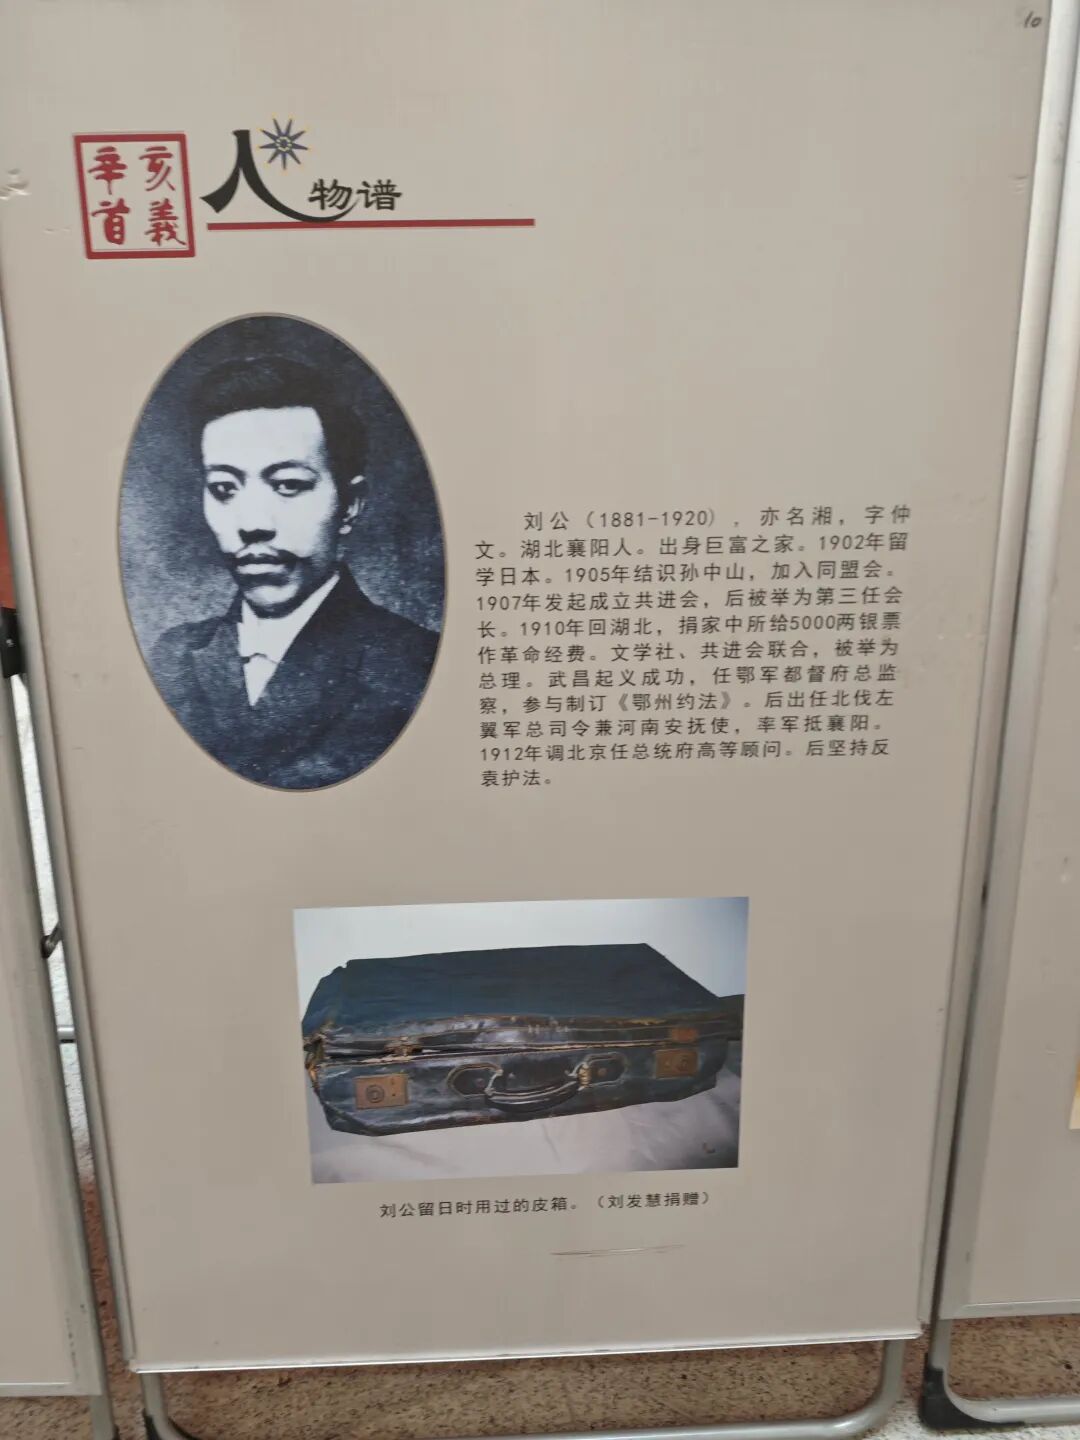 10
辛亥
首義
人物谱
刘公（1881-1920），亦名湘，字仲
文。湖北襄阳人。出身巨富之家。1902年留
学日本。1905年结识孙中山，加入同盟会。
1907年发起成立共进会，后被举为第三任会
长。1910年回湖北，捐家中所给5000两银票
作革命经费。文学社、共进会联合，被举为
总理。武昌起义成功，任鄂军都督府总监
察，参与制订《鄂州约法》。后出任北伐左
翼军总司令兼河南安抚使，率军抵襄阳。
1912年调北京任总统府高等顾问。后坚持反
袁护法。
刘公留日时用过的皮箱。（刘发慧捐赠）